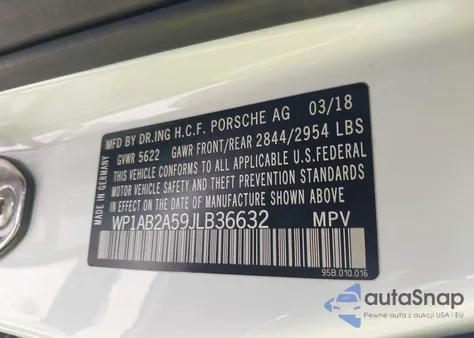 MFD BY DR.ING H.C.F. PORSCHE AG 03/18
GVWR 5622 GAWR FRONT/REAR 2844/2954 LBS
THIS VEHICLE CONFORMS TO ALL APPLICABLE U.S.FEDERAL
MOTOR VEHICLE SAFETY, BUMPER,
AND THEFT PREVENTION STANDARDS
IN EFFECT ON THE DATE OF MANUFACTURE SHOWN ABOVE
WP1AB2A59JLB36632 MPV
MADE IN GERMANY
95B.010.016
autoSnap
Pewne auta z aukcji USA i EU